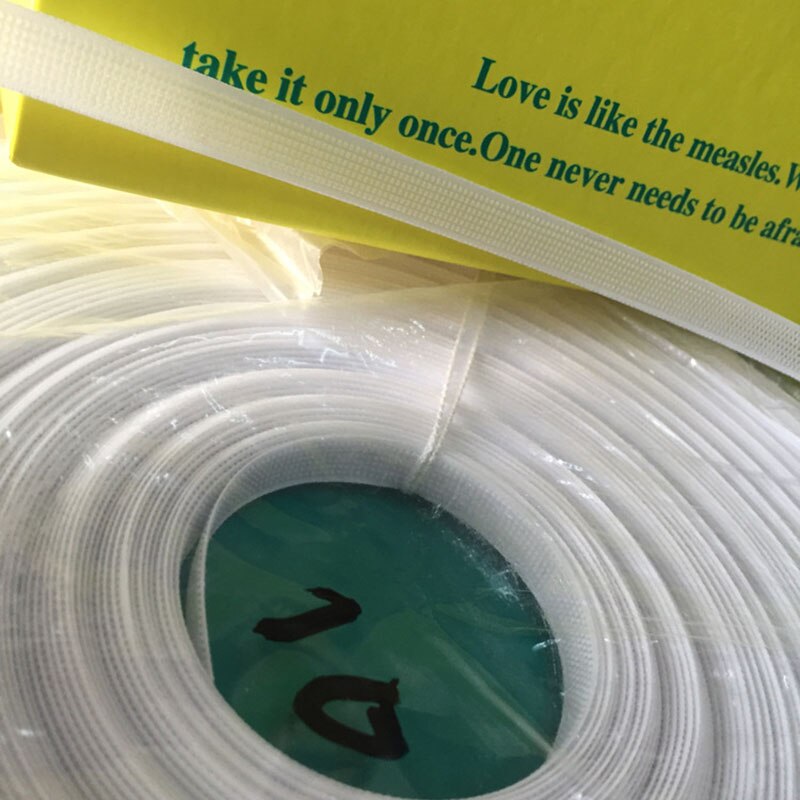 Love is like the measles.
take it only once.One never needs to be